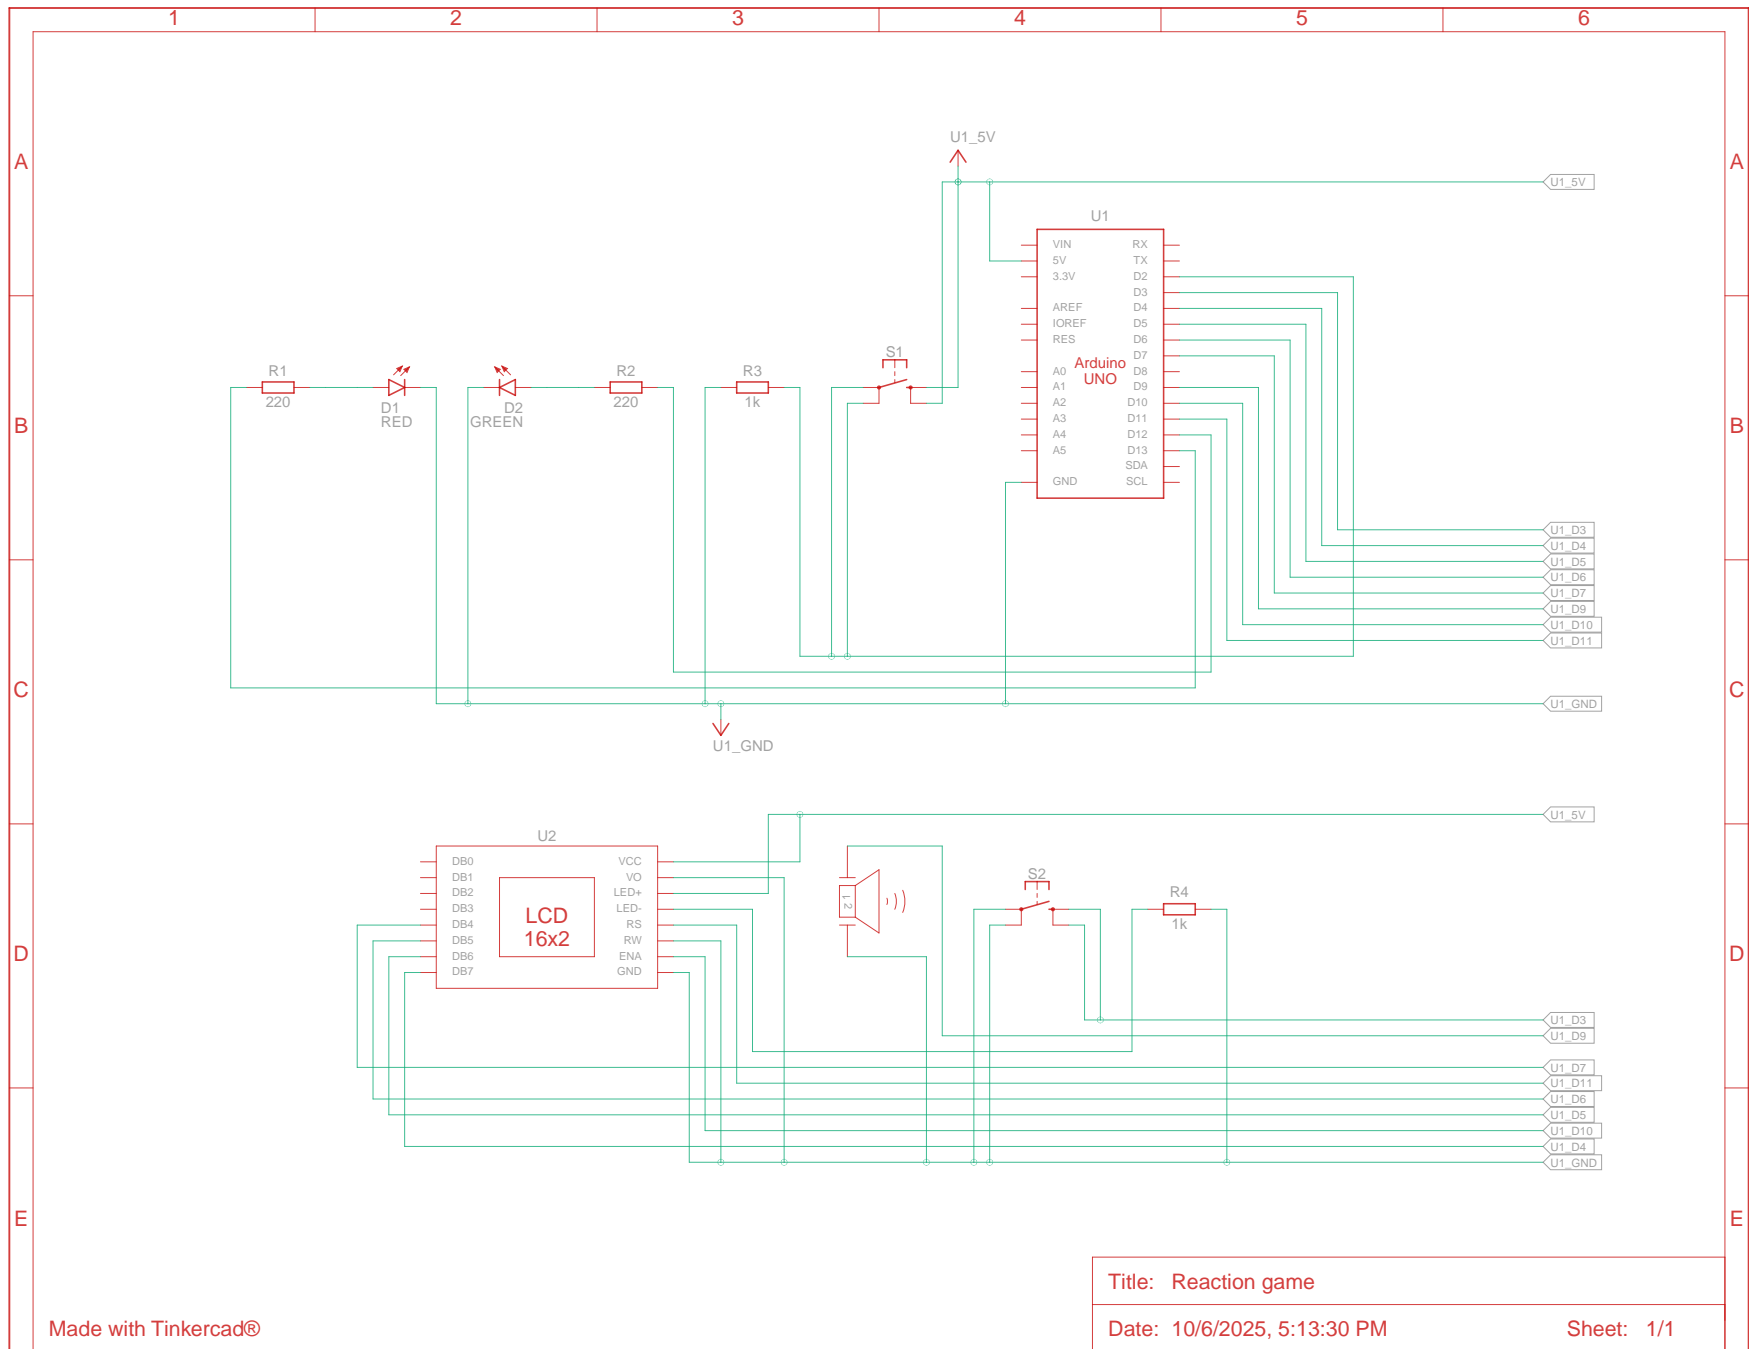 1 2 3 4 5 6
A A
U1_5V
U1_5V
U1
VIN RX
5V TX
3.3V D2
D3
AREF D4
IOREF D5
RES D6
D7
Arduino
UNO
A0 D8
A1 D9
A2 D10
A3 D11
A4 D12
A5 D13
SDA
GND SCL
B B
R1
220
D1
RED
D2
GREEN
R2
220
R3
1k
S1
U1_D3
U1_D4
U1_D5
U1_D6
U1_D7
U1_D9
U1_D10
U1_D11
C C
U1_GND
U1_GND
U1_5V
U2
DB0 VCC
DB1 VO
DB2 LED+
DB3 LED-
DB4 RS
DB5 RW
DB6 ENA
DB7 GND
LCD
16x2
1 2
S2
R4
1k
D D
U1_D3
U1_D9
U1_D7
U1_D11
U1_D6
U1_D5
U1_D10
U1_D4
U1_GND
E E
Title: Reaction game
Made with Tinkercad®
Date: 10/6/2025, 5:13:30 PM Sheet: 1/1